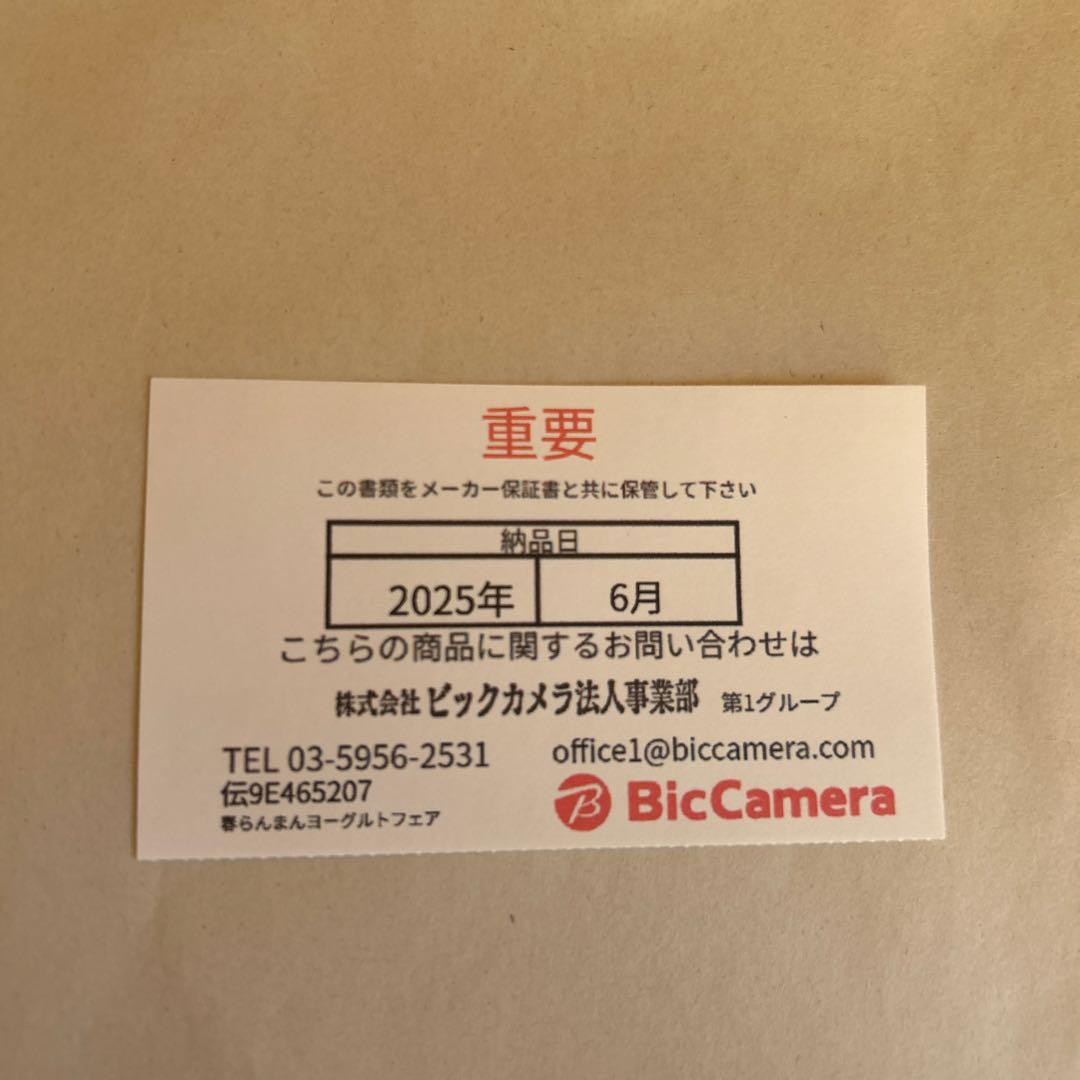 重要
この書類をメーカー保証書と共に保管して下さい
納品日
2025年 6月
こちらの商品に関するお問い合わせは
株式会社 ビックカメラ法人事業部 第1グループ
TEL 03-5956-2531 office1@biccamera.com
伝9E465207
春らんまんヨーグルトフェア
B BicCamera